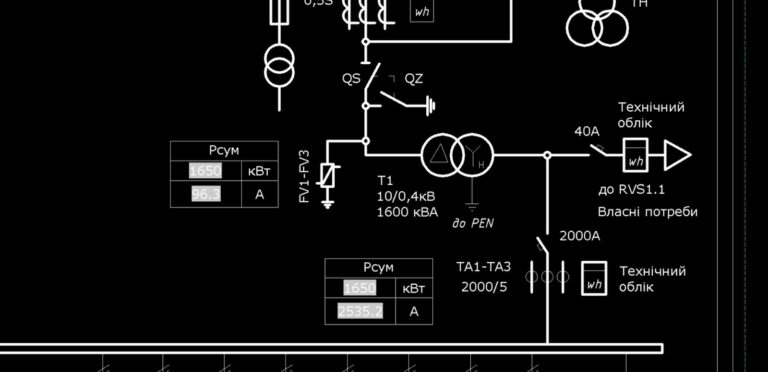 0,5S
wh
ТН
QS
QZ
Технічний
облік
40А
wh
до RVS1.1
Власні потреби
Рсум
1650 кВт
96.3 А
FV1-FV3
Н
Т1
10/0,4кВ
1600 кВА
до PEN
2000А
ТА1-ТА3
2000/5
wh
Технічний
облік
Рсум
1650 кВт
2535.2 А